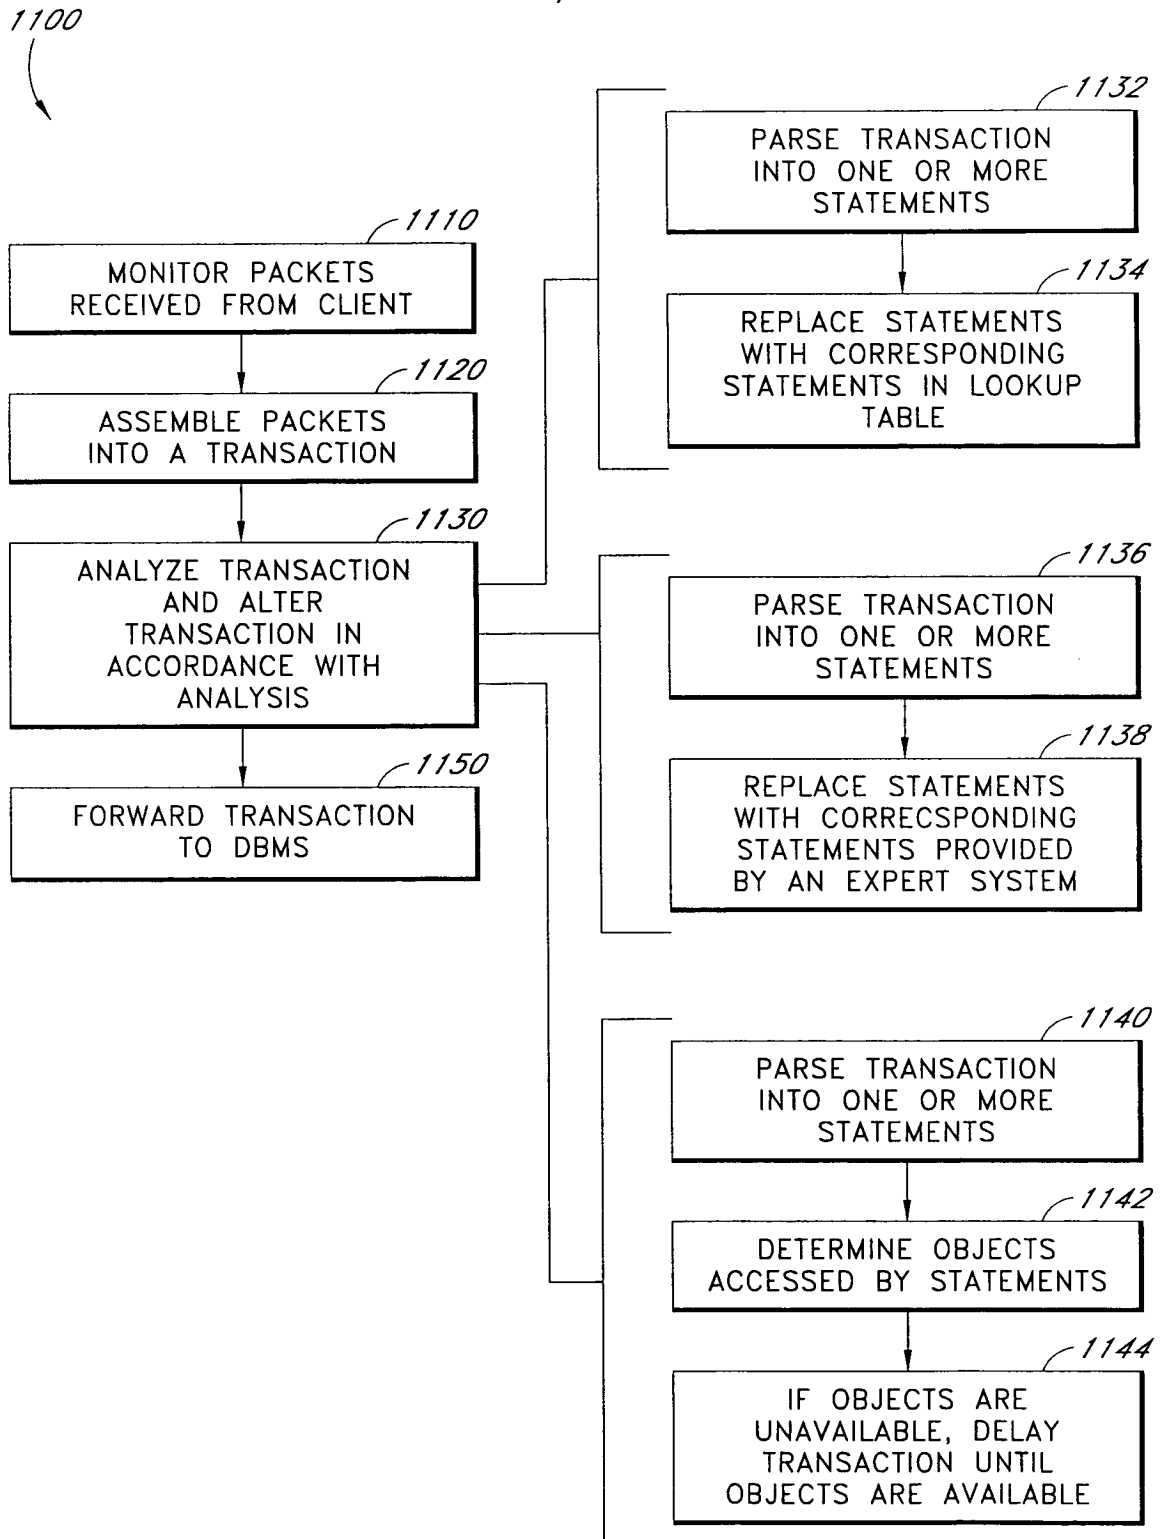 1100
1110
MONITOR PACKETS
RECEIVED FROM CLIENT
1120
ASSEMBLE PACKETS
INTO A TRANSACTION
1130
ANALYZE TRANSACTION
AND ALTER
TRANSACTION IN
ACCORDANCE WITH
ANALYSIS
1150
FORWARD TRANSACTION
TO DBMS
1132
PARSE TRANSACTION
INTO ONE OR MORE
STATEMENTS
1134
REPLACE STATEMENTS
WITH CORRESPONDING
STATEMENTS IN LOOKUP
TABLE
1136
PARSE TRANSACTION
INTO ONE OR MORE
STATEMENTS
1138
REPLACE STATEMENTS
WITH CORRECSPONDING
STATEMENTS PROVIDED
BY AN EXPERT SYSTEM
1140
PARSE TRANSACTION
INTO ONE OR MORE
STATEMENTS
1142
DETERMINE OBJECTS
ACCESSED BY STATEMENTS
1144
IF OBJECTS ARE
UNAVAILABLE, DELAY
TRANSACTION UNTIL
OBJECTS ARE AVAILABLE